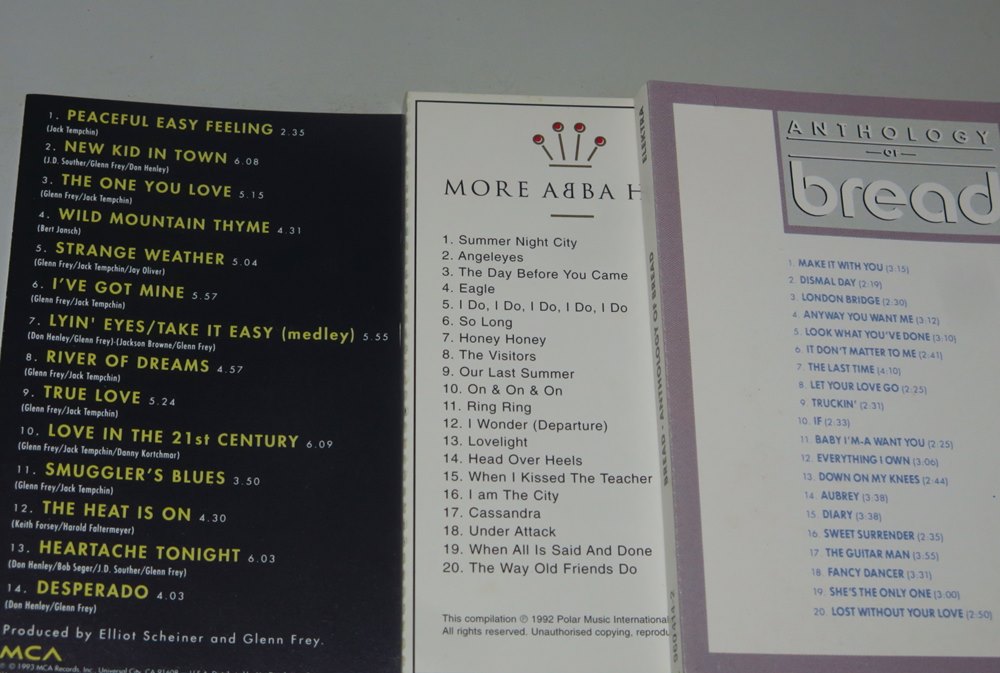 1. PEACEFUL EASY FEELING 2.35
(Jack Tempchin)
2. NEW KID IN TOWN 6.08
(J.D. Souther/Glenn Frey/Don Henley)
3. THE ONE YOU LOVE 5.15
(Glenn Frey/Jack Tempchin)
4. WILD MOUNTAIN THYME 4.31
(Bert Jansch)
5. STRANGE WEATHER 5.04
(Glenn Frey/Jack Tempchin/Jay Oliver)
6. I'VE GOT MINE 5.57
(Glenn Frey/Jack Tempchin)
7. LYIN' EYES/TAKE IT EASY (medley) 5.55
(Don Henley/Glenn Frey)-(Jackson Browne/Glenn Frey)
8. RIVER OF DREAMS 4.57
(Glenn Frey/Jack Tempchin)
9. TRUE LOVE 5.24
(Glenn Frey/Jack Tempchin)
10. LOVE IN THE 21st CENTURY 6.09
(Glenn Frey/Jack Tempchin/Danny Kortchmar)
11. SMUGGLER'S BLUES 3.50
(Glenn Frey/Jack Tempchin)
12. THE HEAT IS ON 4.30
(Keith Forsey/Harold Faltermeyer)
13. HEARTACHE TONIGHT 6.03
(Don Henley/Bob Seger/J.D. Souther/Glenn Frey)
14. DESPERADO 4.03
(Don Henley/Glenn Frey)
Produced by Elliot Scheiner and Glenn Frey.
MCA
© 1993 MCA Records, Inc. Universal City, CA
MORE ABBA H
1. Summer Night City
2. Angeleyes
3. The Day Before You Came
4. Eagle
5. I Do, I Do, I Do, I Do, I Do
6. So Long
7. Honey Honey
8. The Visitors
9. Our Last Summer
10. On & On & On
11. Ring Ring
12. I Wonder (Departure)
13. Lovelight
14. Head Over Heels
15. When I Kissed The Teacher
16. I am The City
17. Cassandra
18. Under Attack
19. When All Is Said And Done
20. The Way Old Friends Do
This compilation ℗ 1992 Polar Music International
All rights reserved. Unauthorised copying, reprodu
ELEKTRA
BREAD · ANTHOLOGY OF BREAD
960414-2
ANTHOLOGY
OF
bread
1. MAKE IT WITH YOU (3:15)
2. DISMAL DAY (2:19)
3. LONDON BRIDGE (2:30)
4. ANYWAY YOU WANT ME (3:12)
5. LOOK WHAT YOU'VE DONE (3:10)
6. IT DON'T MATTER TO ME (2:41)
7. THE LAST TIME (4:10)
8. LET YOUR LOVE GO (2:25)
9. TRUCKIN' (2:31)
10. IF (2:33)
11. BABY I'M-A WANT YOU (2:25)
12. EVERYTHING I OWN (3:06)
13. DOWN ON MY KNEES (2:44)
14. AUBREY (3:38)
15. DIARY (3:38)
16. SWEET SURRENDER (2:35)
17. THE GUITAR MAN (3:55)
18. FANCY DANCER (3:31)
19. SHE'S THE ONLY ONE (3:00)
20. LOST WITHOUT YOUR LOVE (2:50)